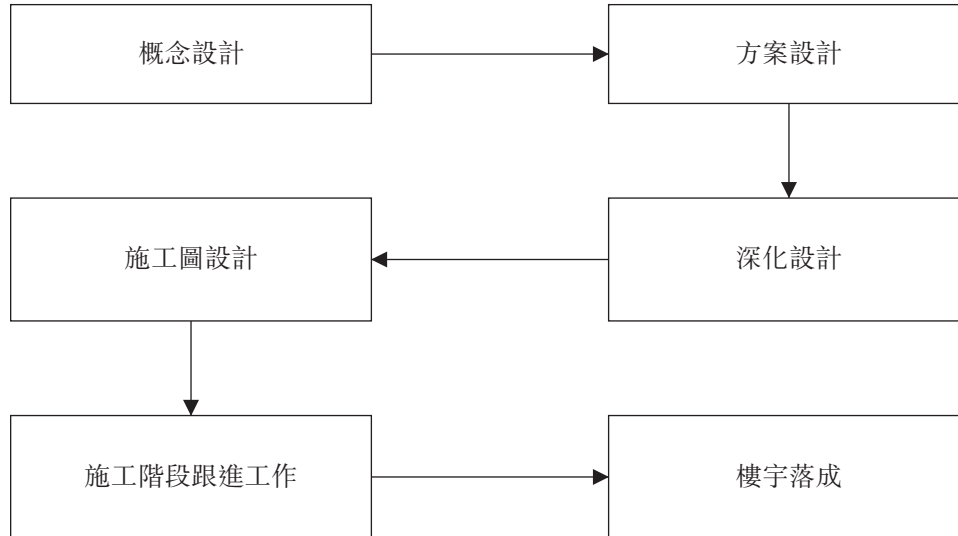 概念設計
方案設計
深化設計
施工圖設計
施工階段跟進工作
樓宇落成